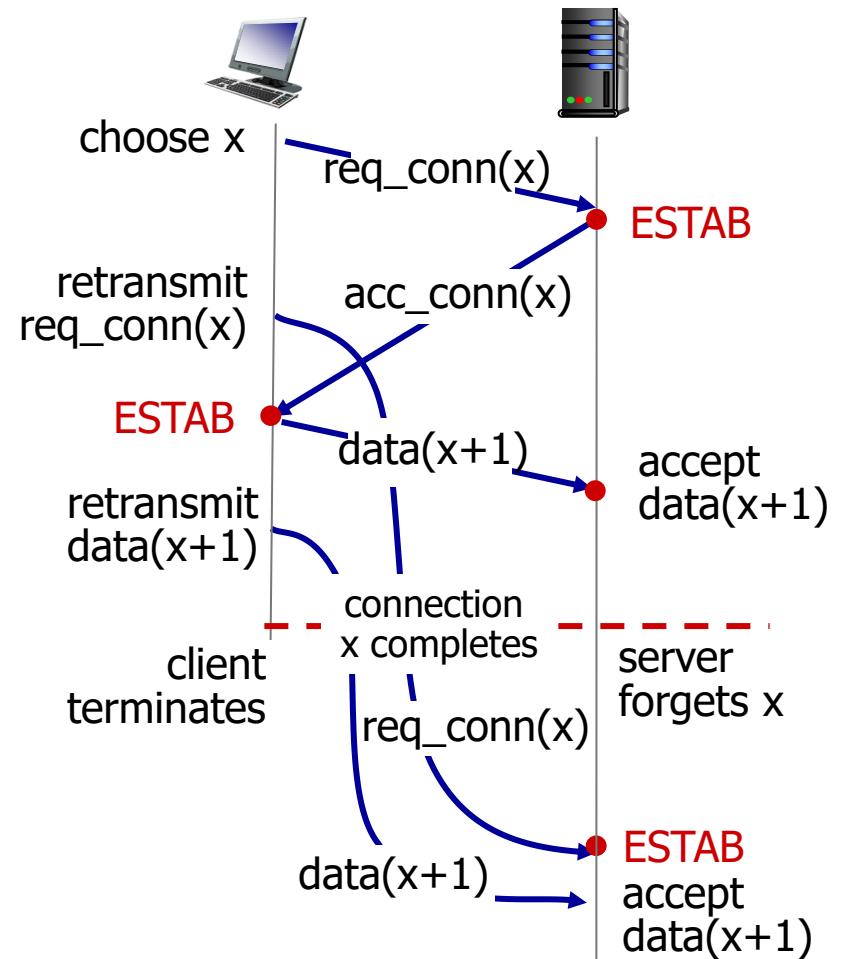 choose x
req_conn(x)
ESTAB
retransmit
req_conn(x)
acc_conn(x)
ESTAB
data(x+1)
accept
data(x+1)
retransmit
data(x+1)
connection
x completes
client
terminates
server
forgets x
req_conn(x)
ESTAB
data(x+1)
accept
data(x+1)